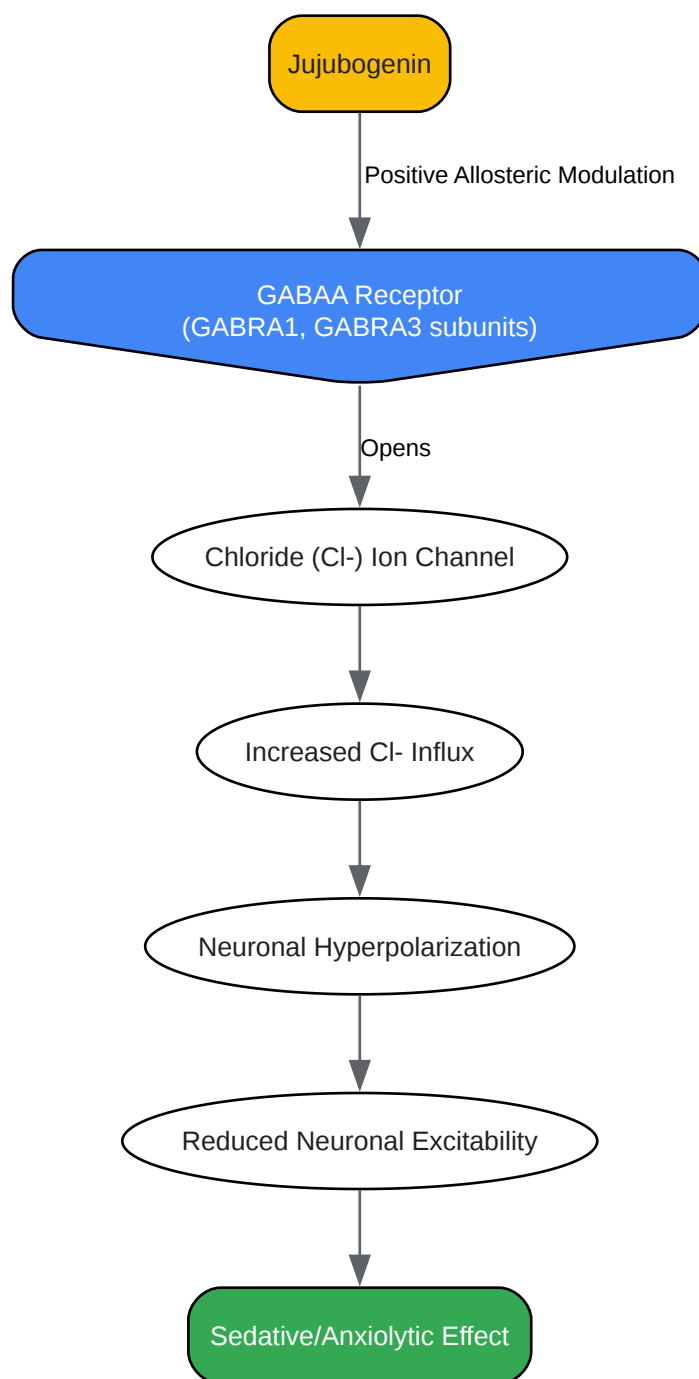 Jujubogenin
Positive Allosteric Modulation
GABAA Receptor
(GABRA1, GABRA3 subunits)
Opens
Chloride (Cl-) Ion Channel
Increased Cl- Influx
Neuronal Hyperpolarization
Reduced Neuronal Excitability
Sedative/Anxiolytic Effect